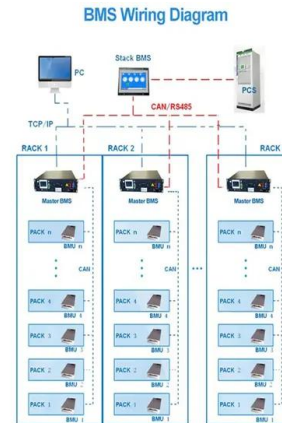 BMS Wiring Diagram
Stack BMS
PC
PCS
CAN/RS485
TCP/IP
RACK 1
RACK 2
RACK
Master BMS
Master BMS
Master BMS
PACK n
BMU n
PACK n
BMU n
PACK n
BMU n
CAN
CAN
CAN
PACK 4
BMU 4
PACK 4
BMU 4
PACK 4
BMU 4
PACK 3
BMU 3
PACK 3
BMU 3
PACK 3
BMU 3
PACK 2
BMU 2
PACK 2
BMU 2
PACK 2
BMU 2
PACK 1
BMU 1
PACK 1
BMU 1
PACK 1
BMU 1